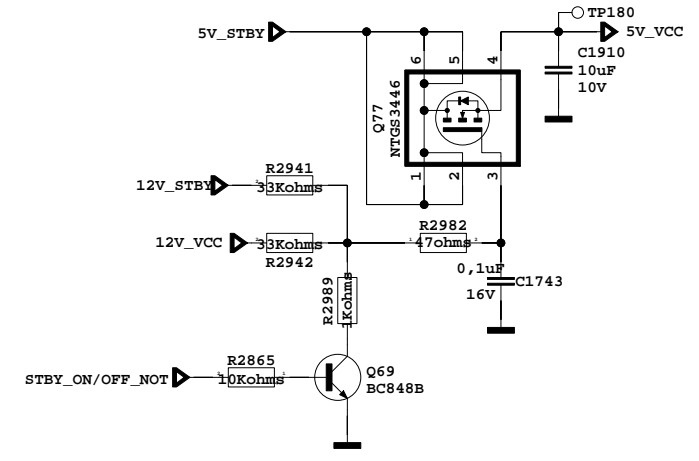 TP180
5V_STBY
5V_VCC
6
5
4
C1910
10uF
10V
Q77
NTGS3446
1
2
3
R2941
12V_STBY
33Kohms
R2982
12V_VCC
33Kohms
47ohms
R2942
0,1uF
C1743
16V
R2989
1Kohms
R2865
Q69
STBY_ON/OFF_NOT
10Kohms
BC848B